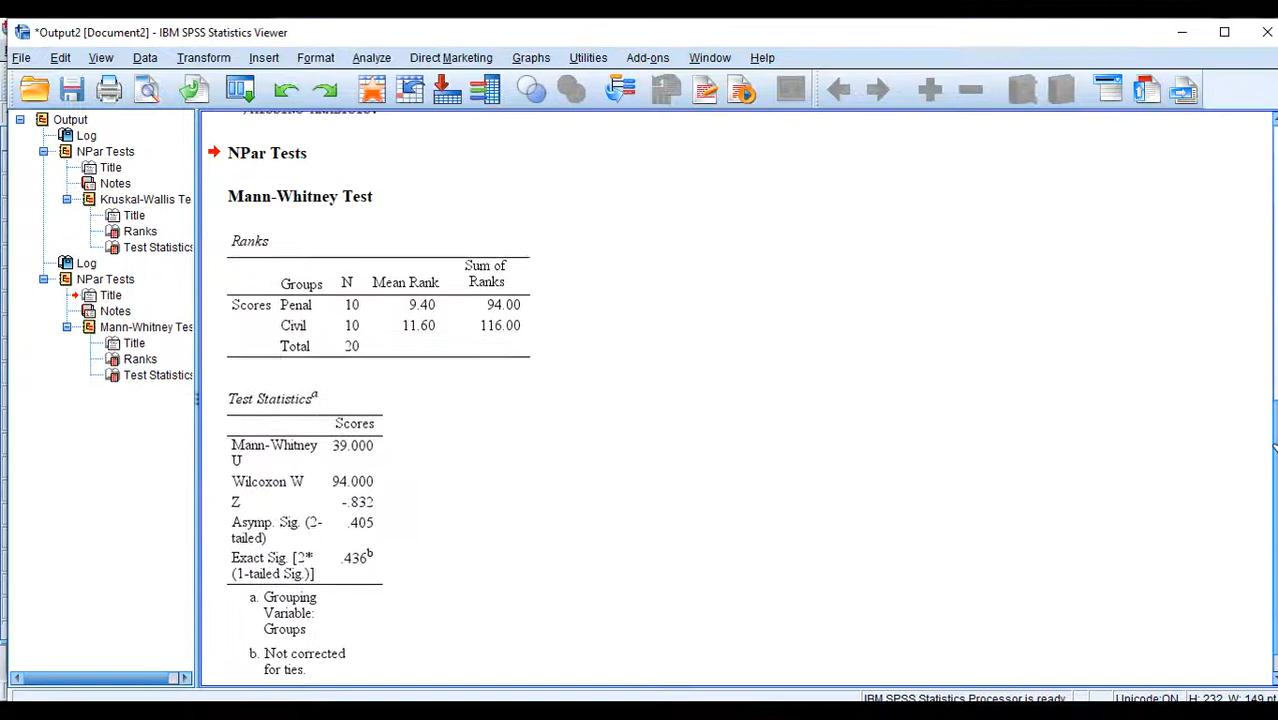 *Output2 [Document2] - IBM SPSS Statistics Viewer
File Edit View Data Transform Insert Format Analyze Direct Marketing Graphs Utilities Add-ons Window Help
Output
Log
NPar Tests
Title
Notes
Kruskal-Wallis Te
Title
Ranks
Test Statistics
Log
NPar Tests
Title
Notes
Mann-Whitney Tes
Title
Ranks
Test Statistics
NPar Tests
Mann-Whitney Test
Ranks
Groups N Mean Rank Sum of Ranks
Scores Penal 10 9.40 94.00
Civil 10 11.60 116.00
Total 20
Test Statistics a
Scores
Mann-Whitney U 39.000
Wilcoxon W 94.000
Z -.832
Asymp. Sig. (2-tailed) .405
Exact Sig. [2*(1-tailed Sig.)] .436b
a. Grouping
Variable:
Groups
b. Not corrected
for ties.
IBM SPSS Statistics Processor is ready Unicode:ON H: 232, W: 149 pt